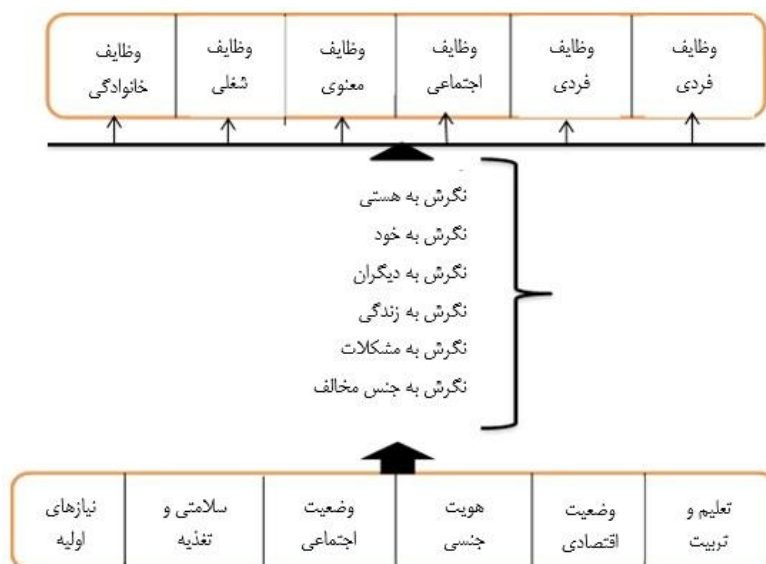 وظایف فردی
وظایف فردی
وظایف اجتماعی
وظایف معنوی
وظایف شغلی
وظایف خانوادگی
نگرش به هستی
نگرش به خود
نگرش به دیگران
نگرش به زندگی
نگرش به مشکلات
نگرش به جنس مخالف
تعلیم و تربیت
وضعیت اقتصادی
هویت جنسی
وضعیت اجتماعی
سلامتی و تغذیه
نیازهای اولیه